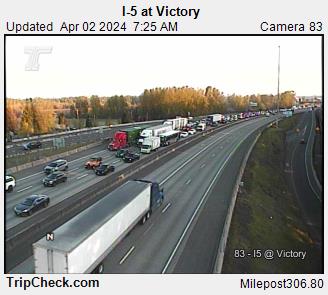 I-5 at Victory
Updated Apr 02 2024 7:25 AM Camera 83
T
N
83 - I5 @ Victory
TripCheck.com Milepost306.80